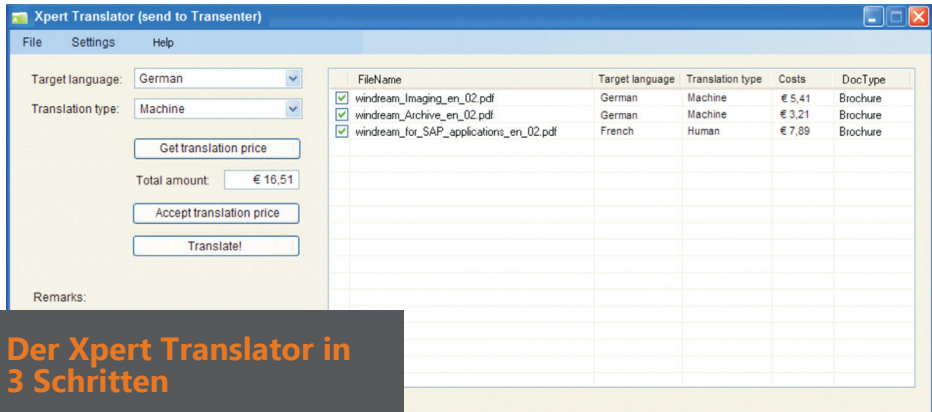 Xpert Translator (send to Transenter)
File Settings Help
Target language: German
Translation type: Machine
Get translation price
Total amount: € 16,51
Accept translation price
Translate!
Remarks:
FileName Target language Translation type Costs DocType
windream_Imaging_en_02.pdf German Machine € 5,41 Brochure
windream_Archive_en_02.pdf German Machine € 3,21 Brochure
windream_for_SAP_applications_en_02.pdf French Human € 7,89 Brochure
Der Xpert Translator in
3 Schritten